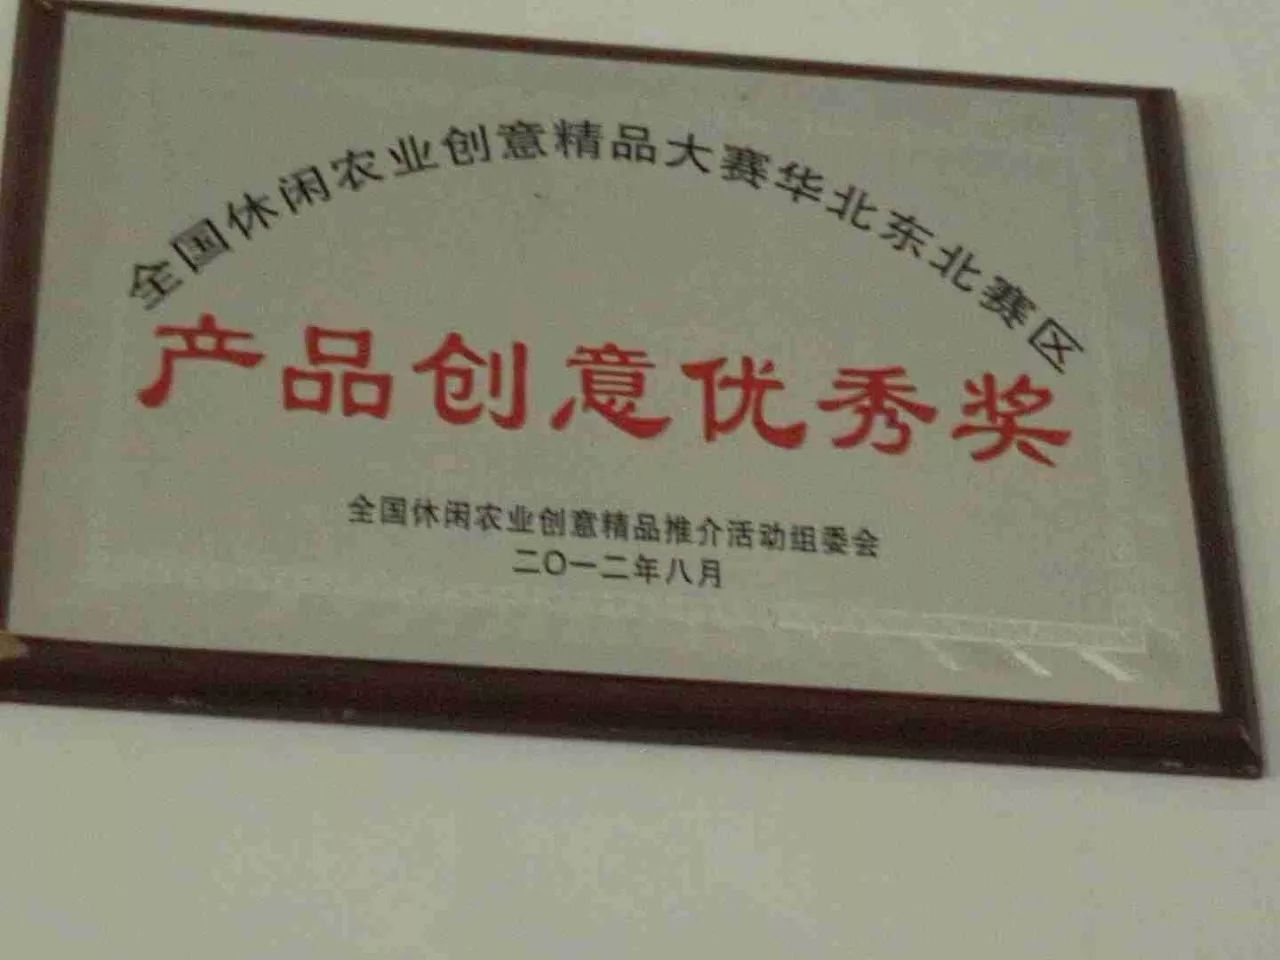 全国休闲农业创意精品大赛华北东北赛区
产品创意优秀奖
全国休闲农业创意精品推介活动组委会
二〇一二年八月